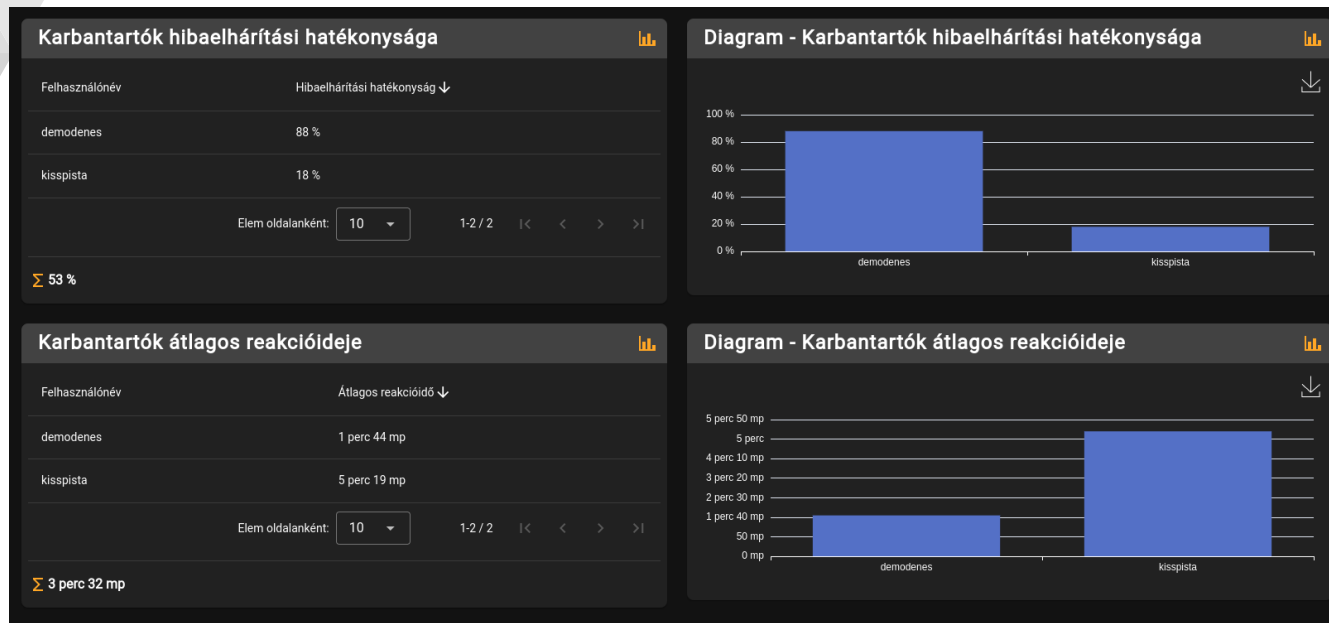 Karbantartók hibaelhárítási hatékonysága
Felhasználónév Hibaelhárítási hatékonyság
demodenes 88 %
kisspista 18 %
Elem oldalanként: 10 1-2 / 2
Σ 53 %
Diagram - Karbantartók hibaelhárítási hatékonysága
100 %
80 %
60 %
40 %
20 %
0 %
demodenes kisspista
Karbantartók átlagos reakcióideje
Felhasználónév Átlagos reakcióidő
demodenes 1 perc 44 mp
kisspista 5 perc 19 mp
Elem oldalanként: 10 1-2 / 2
Σ 3 perc 32 mp
Diagram - Karbantartók átlagos reakcióideje
5 perc 50 mp
5 perc
4 perc 10 mp
3 perc 20 mp
2 perc 30 mp
1 perc 40 mp
50 mp
0 mp
demodenes kisspista